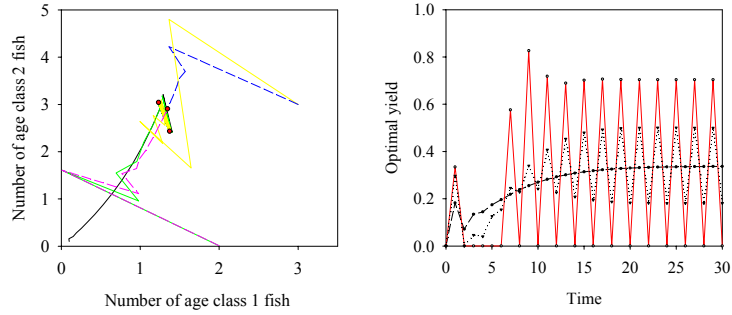 5
4
3
2
1
0
0 1 2 3
Number of age class 2 fish
Number of age class 1 fish
1.0
0.8
0.6
0.4
0.2
0.0
0 5 10 15 20 25 30
Optimal yield
Time